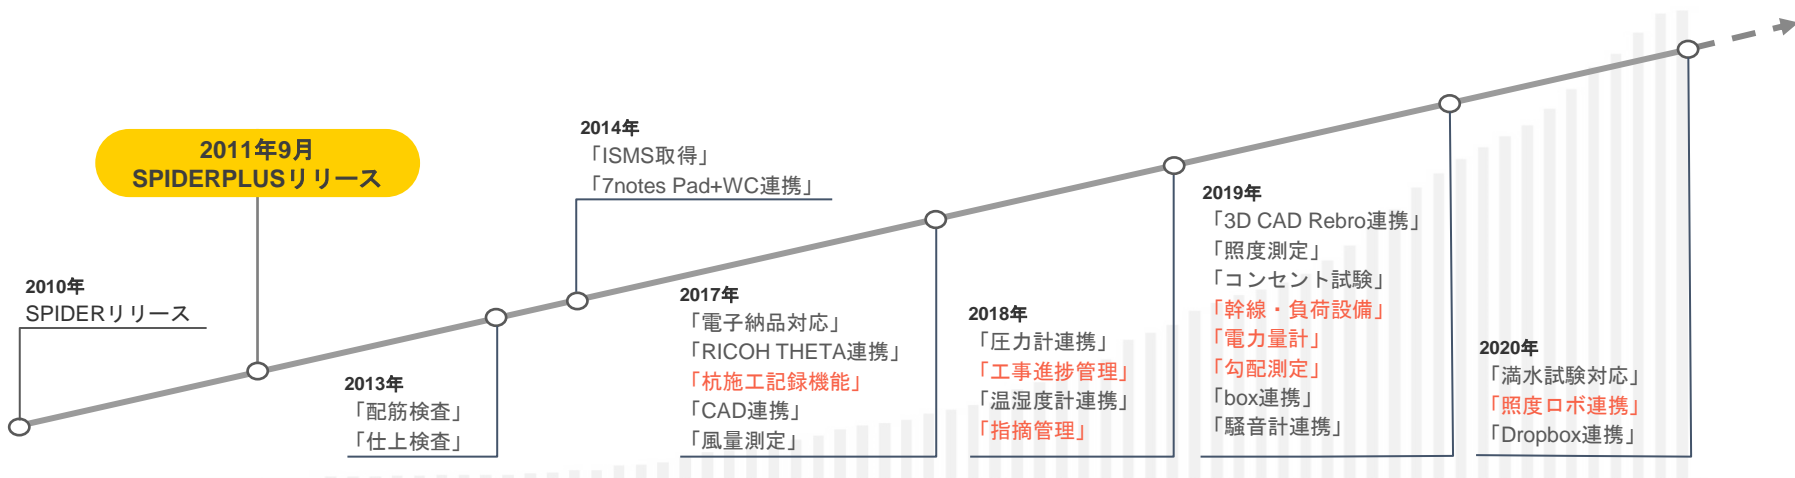 2010年
SPIDERリリース
2011年9月
SPIDERPLUSリリース
2013年
「配筋検査」
「仕上検査」
2014年
「ISMS取得」
「7notes Pad+WC連携」
2017年
「電子納品対応」
「RICOH THETA連携」
「杭施工記録機能」
「CAD連携」
「風量測定」
2018年
「圧力計連携」
「工事進捗管理」
「温湿度計連携」
「指摘管理」
2019年
「3D CAD Rebro連携」
「照度測定」
「コンセント試験」
「幹線・負荷設備」
「電力量計」
「勾配測定」
「box連携」
「騒音計連携」
2020年
「満水試験対応」
「照度ロボ連携」
「Dropbox連携」